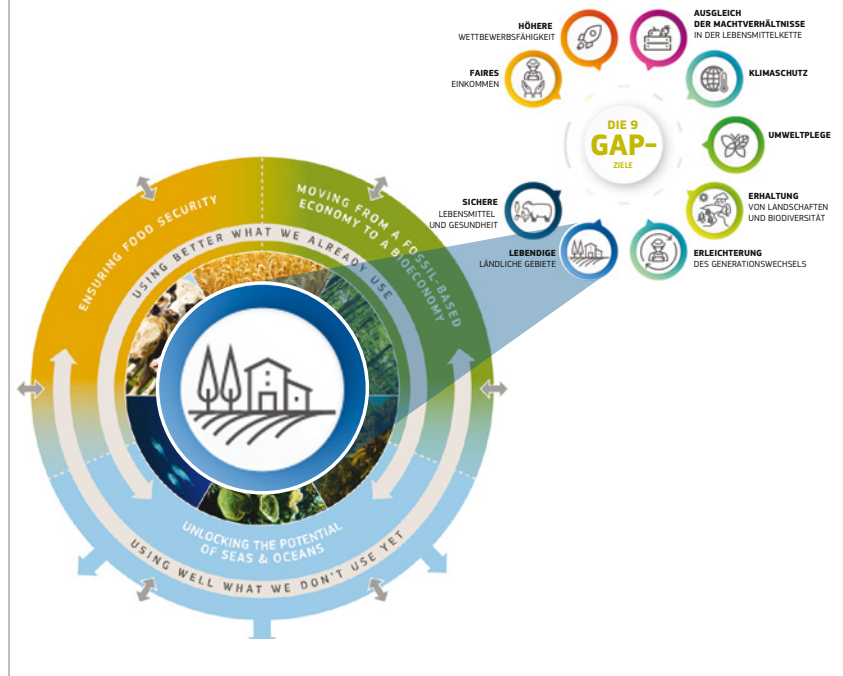 HÖHERE
WETTBEWERBSFÄHIGKEIT
AUSGLEICH
DER MACHTVERHÄLTNISSE
IN DER LEBENSMITTELKETTE
FAIRES
EINKOMMEN
KLIMASCHUTZ
DIE 9
GAP-
ZIELE
UMWELTPLEGE
SICHERE
LEBENSMITTEL
UND GESUNDHEIT
ERHALTUNG
VON LANDSCHAFTEN
UND BIODIVERSITÄT
LEBENDIGE
LÄNDLICHE GEBIETE
ERLEICHTERUNG
DES GENERATIONSWECHSELS
ENSURING FOOD SECURITY
MOVING FROM A FOSSIL-BASED
ECONOMY TO A BIOECONOMY
USING BETTER WHAT WE ALREADY USE
UNLOCKING THE POTENTIAL
OF SEAS & OCEANS
USING WELL WHAT WE DON'T USE YET